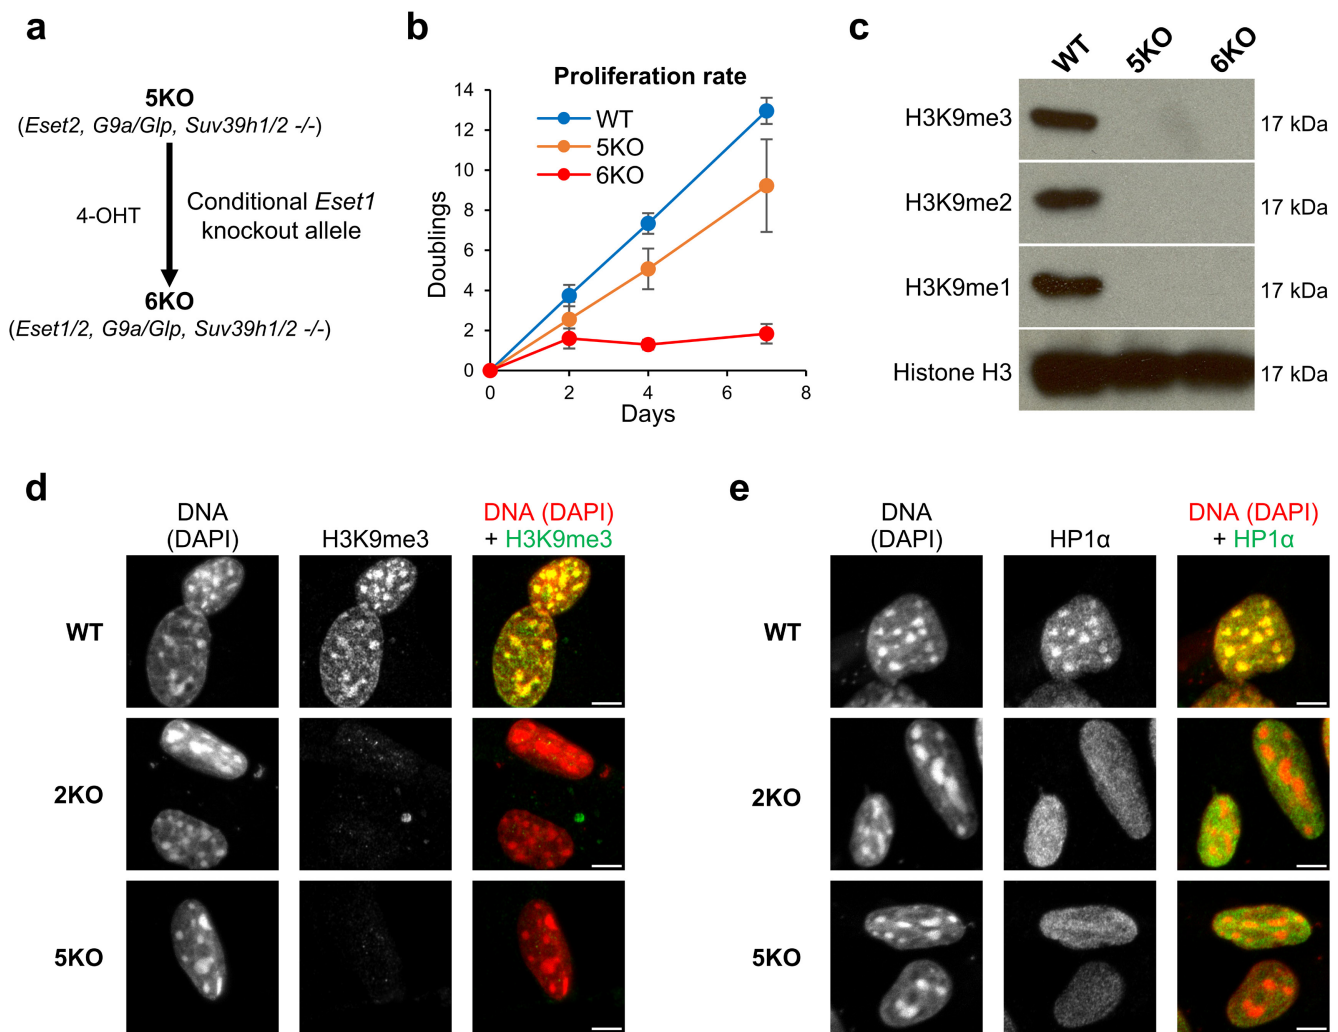 a
5KO
(Eset2, G9a/Glp, Suv39h1/2 -/-)
4-OHT
Conditional Eset1
knockout allele
6KO
(Eset1/2, G9a/Glp, Suv39h1/2 -/-)
b
Proliferation rate
14
12
10
8
6
4
2
0
Doublings
WT
5KO
6KO
0 2 4 6 8
Days
c
WT 5KO 6KO
H3K9me3 17 kDa
H3K9me2 17 kDa
H3K9me1 17 kDa
Histone H3 17 kDa
d
DNA
(DAPI)
H3K9me3
DNA (DAPI)
+ H3K9me3
WT
2KO
5KO
e
DNA
(DAPI)
HP1α
DNA (DAPI)
+ HP1α
WT
2KO
5KO